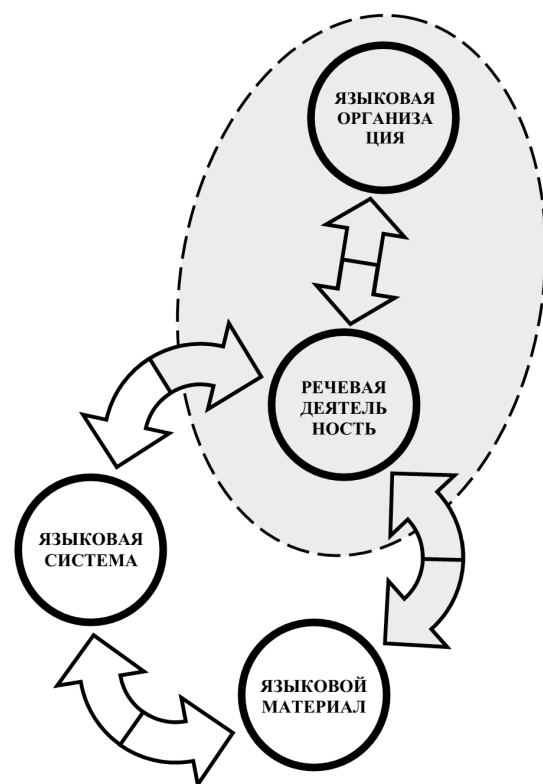 ЯЗЫКОВАЯ
ОРГАНИЗА
ЦИЯ
РЕЧЕВАЯ
ДЕЯТЕЛЬ
НОСТЬ
ЯЗЫКОВАЯ
СИСТЕМА
ЯЗЫКОВОЙ
МАТЕРИАЛ